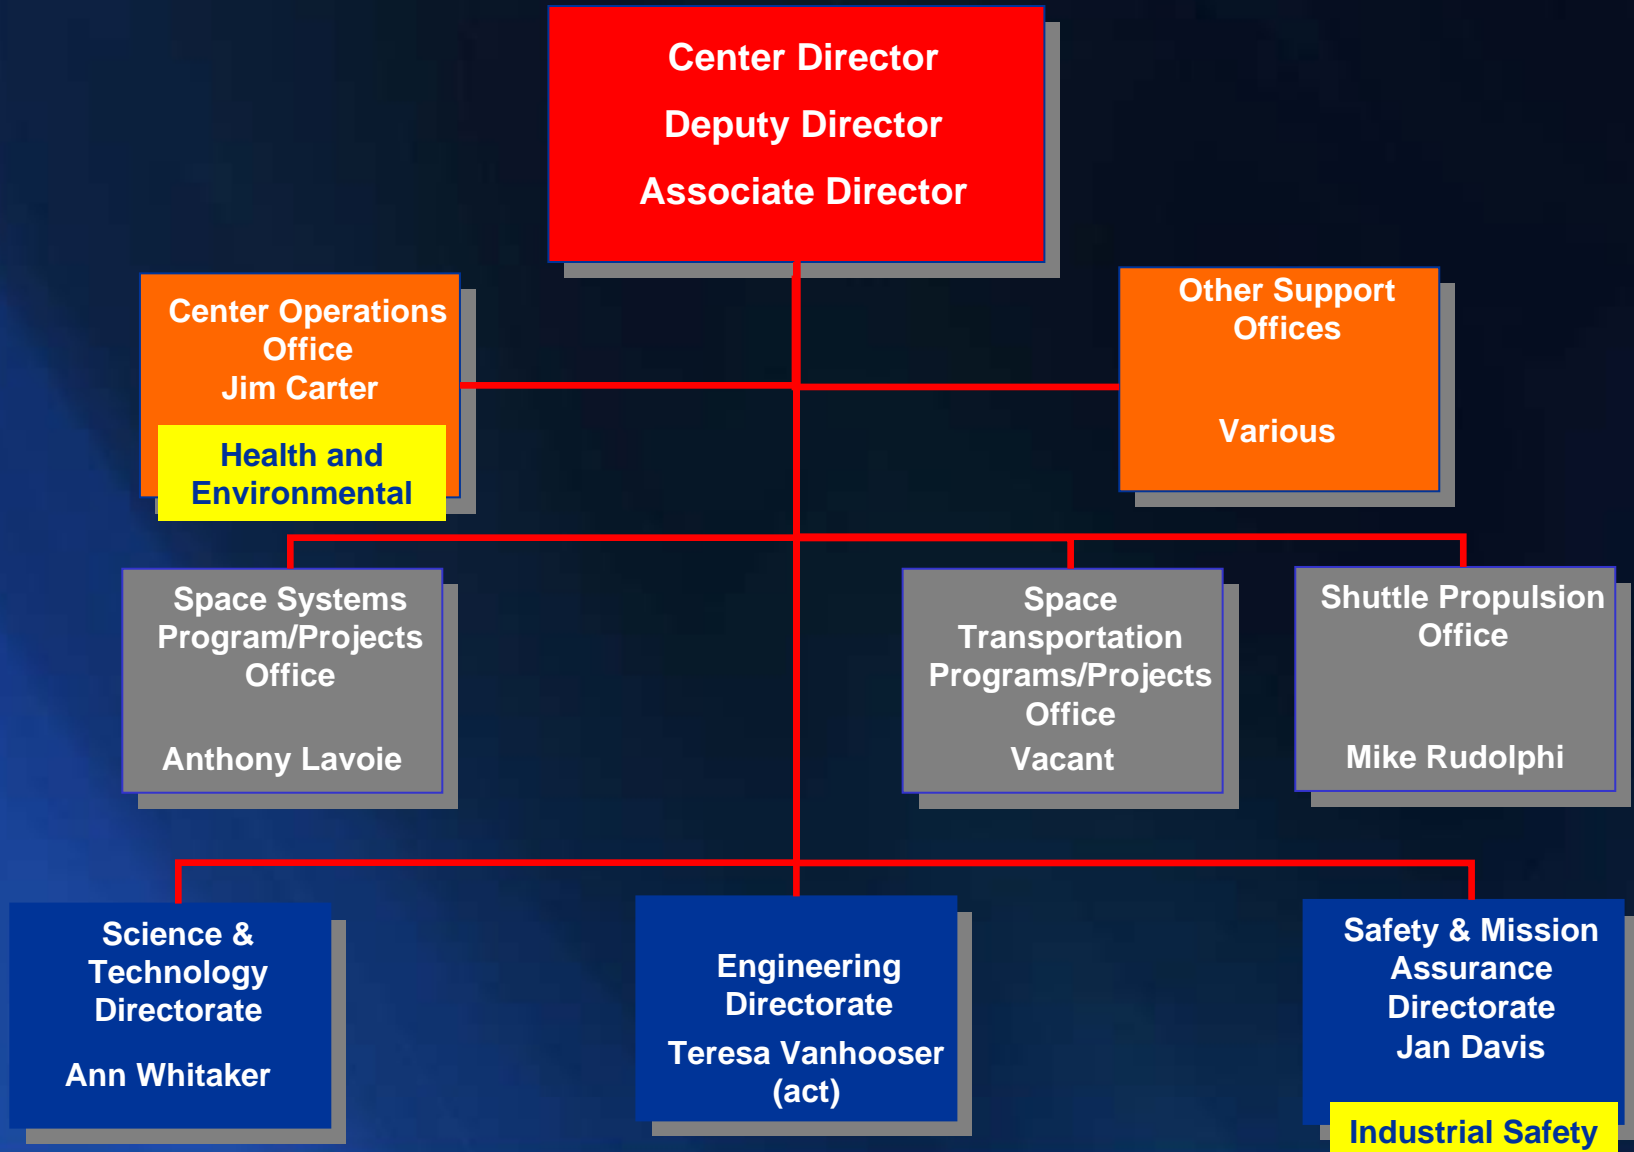 Center Director
Deputy Director
Associate Director
Center Operations
Office
Jim Carter
Health and
Environmental
Other Support
Offices
Various
Space Systems
Program/Projects
Office
Anthony Lavoie
Space
Transportation
Programs/Projects
Office
Vacant
Shuttle Propulsion
Office
Mike Rudolphi
Science &
Technology
Directorate
Ann Whitaker
Engineering
Directorate
Teresa Vanhooser
(act)
Safety & Mission
Assurance
Directorate
Jan Davis
Industrial Safety